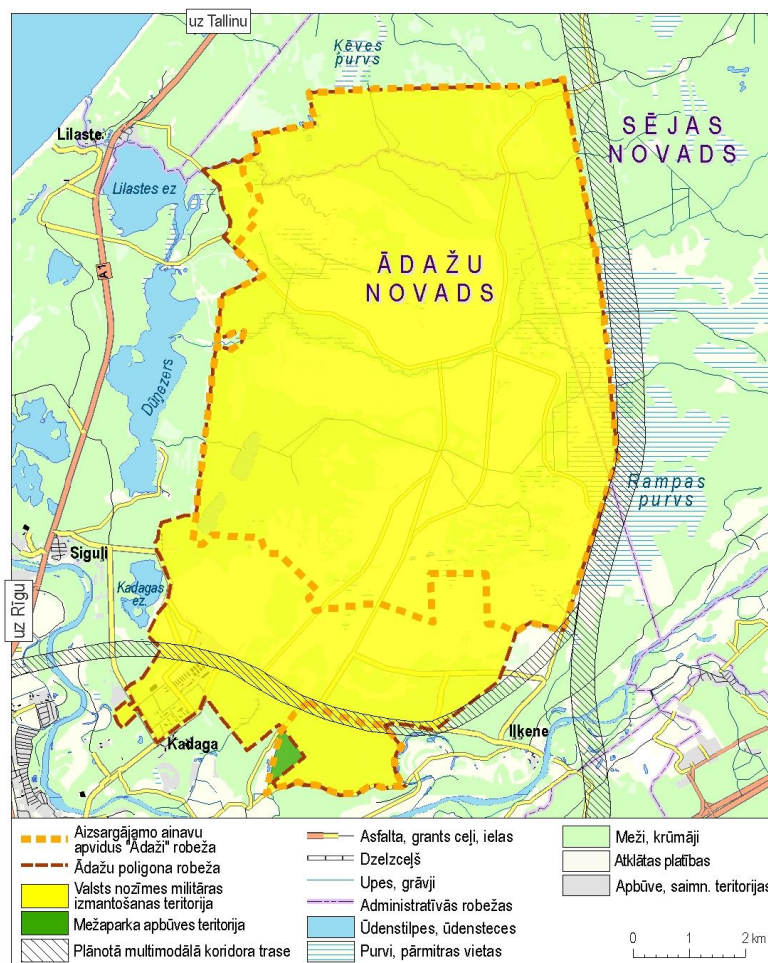 uz Tallinu
Ķēves
purvs
SĒJAS
NOVADS
Lilaste
Lilastes ez
ĀDAŽU
NOVADS
A1
Dūņezers
Rampas
purvs
Siguļi
Kadagas
ez.
uz Rīgu
Kadaga
Iļķene
Aizsargājamo ainavu
apvidus "Ādaži" robeža
Ādažu poligona robeža
Valsts nozīmes militāras
izmantošanas teritorija
Mežaparka apbūves teritorija
Plānotā multimodālā koridora trase
Asfalta, grants ceļi, ielas
Dzelzceļš
Upes, grāvji
Administratīvās robežas
Ūdenstilpes, ūdensteces
Purvi, pārmitras vietas
Meži, krūmāji
Atklātas platības
Apbūve, saimn. teritorijas
0 1 2 km